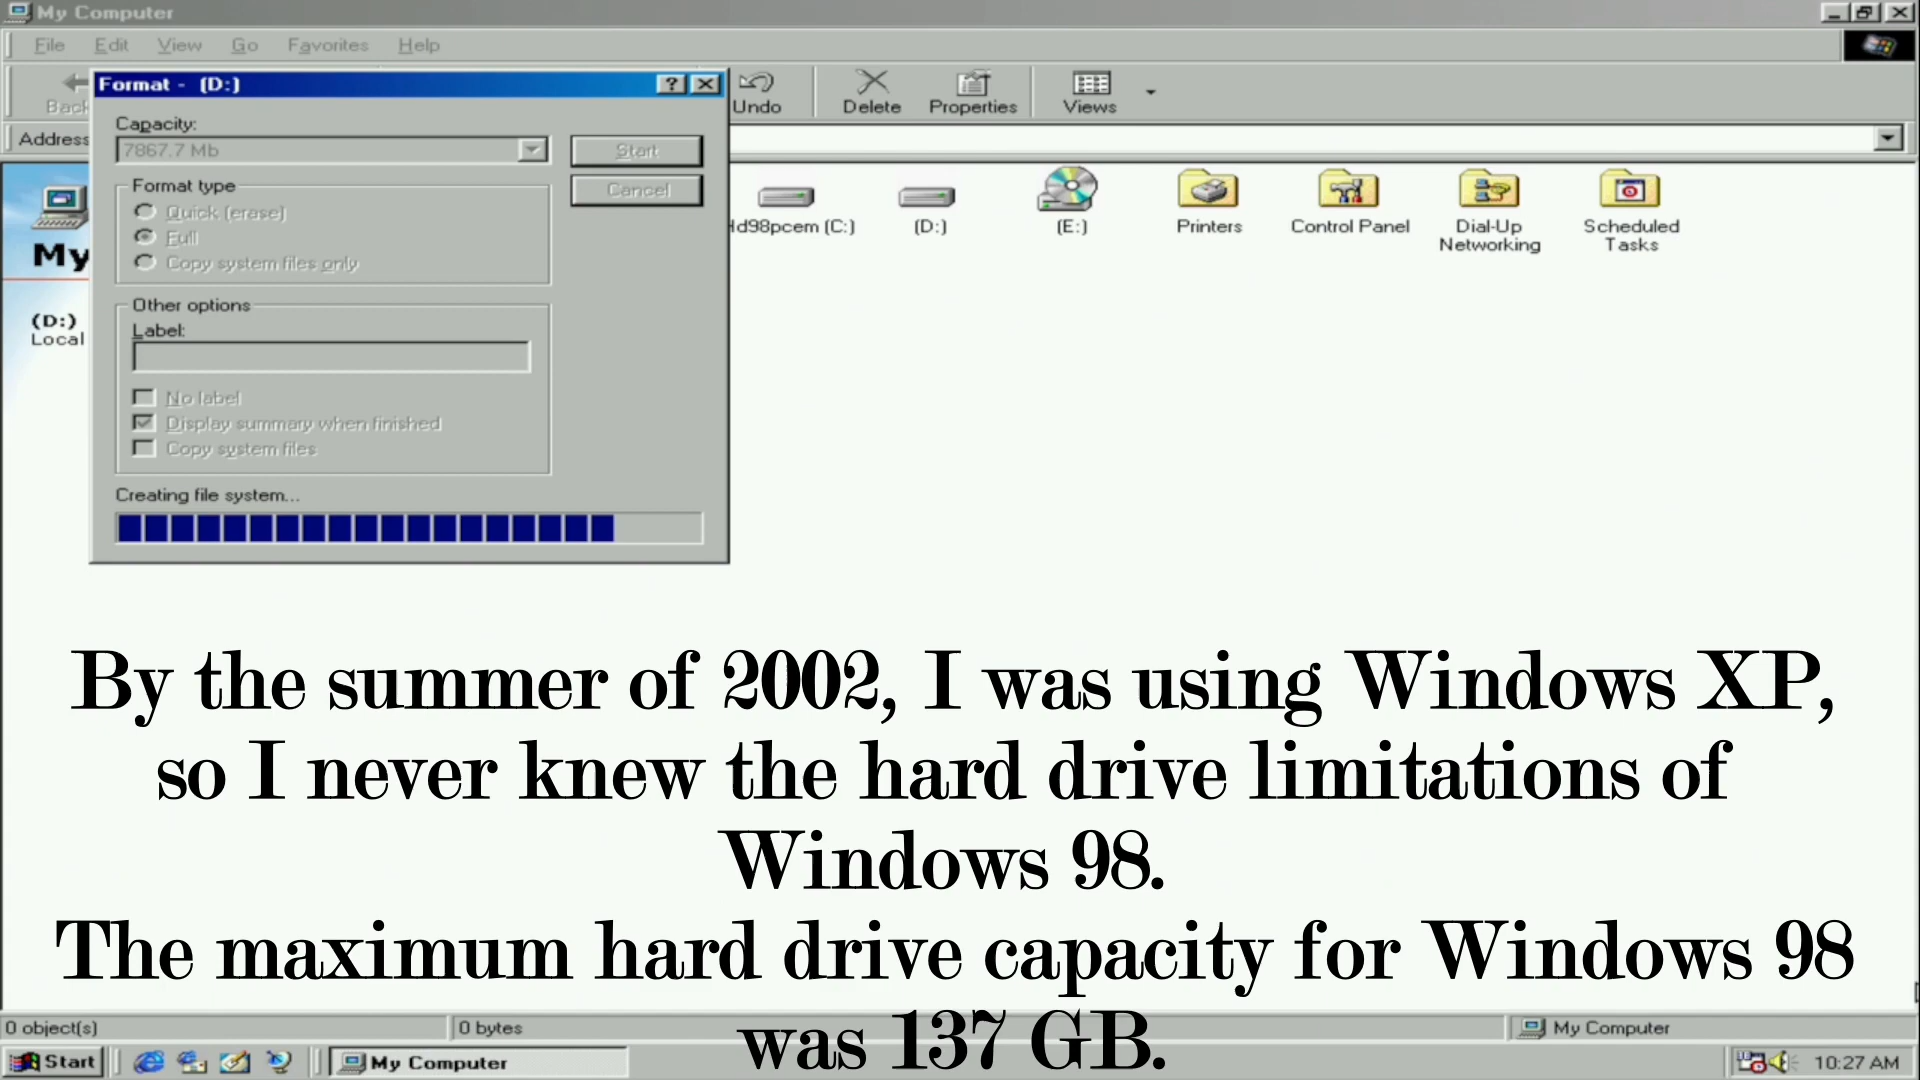 My Computer
File Edit View Go Favorites Help
Back
Undo Delete Properties Views
Address
Format - (D:)
Capacity:
7867.7 Mb
Start
Cancel
Format type
Quick (erase)
Full
Copy system files only
Other options
Label:
No label
Display summary when finished
Copy system files
Creating file system...
My
(D:)
Local
Hd98pcem (C:) (D:) (E:) Printers Control Panel Dial-Up Networking Scheduled Tasks
By the summer of 2002, I was using Windows XP,
so I never knew the hard drive limitations of
Windows 98.
The maximum hard drive capacity for Windows 98
was 137 GB.
0 object(s) 0 bytes My Computer
Start My Computer 10:27 AM